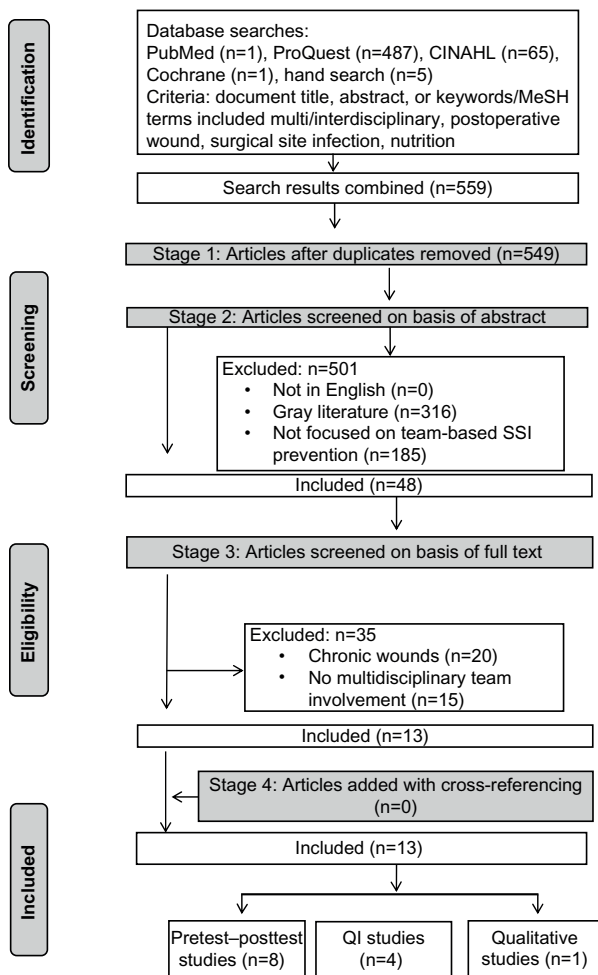 Identification
Database searches:
PubMed (n=1), ProQuest (n=487), CINAHL (n=65),
Cochrane (n=1), hand search (n=5)
Criteria: document title, abstract, or keywords/MeSH
terms included multi/interdisciplinary, postoperative
wound, surgical site infection, nutrition
Search results combined (n=559)
Stage 1: Articles after duplicates removed (n=549)
Screening
Stage 2: Articles screened on basis of abstract
Excluded: n=501
• Not in English (n=0)
• Gray literature (n=316)
• Not focused on team-based SSI
prevention (n=185)
Included (n=48)
Eligibility
Stage 3: Articles screened on basis of full text
Excluded: n=35
• Chronic wounds (n=20)
• No multidisciplinary team
involvement (n=15)
Included (n=13)
Included
Stage 4: Articles added with cross-referencing
(n=0)
Included (n=13)
Pretest–posttest
studies (n=8)
QI studies
(n=4)
Qualitative
studies (n=1)